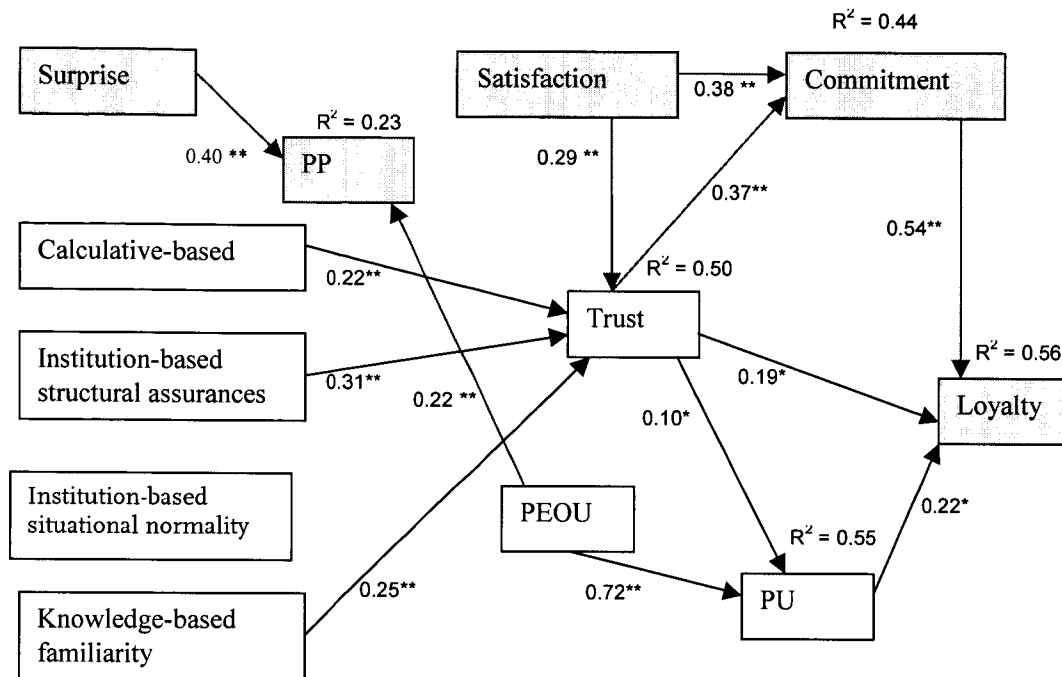 R² = 0.44
Surprise
Satisfaction
Commitment
0.38 **
R² = 0.23
0.40 **
PP
0.29 **
0.37**
0.54**
Calculative-based
0.22**
R² = 0.50
Trust
Institution-based
structural assurances
0.31**
0.22 **
0.19*
R² = 0.56
Loyalty
0.10*
Institution-based
situational normality
PEOU
0.22*
R² = 0.55
0.25**
0.72**
PU
Knowledge-based
familiarity